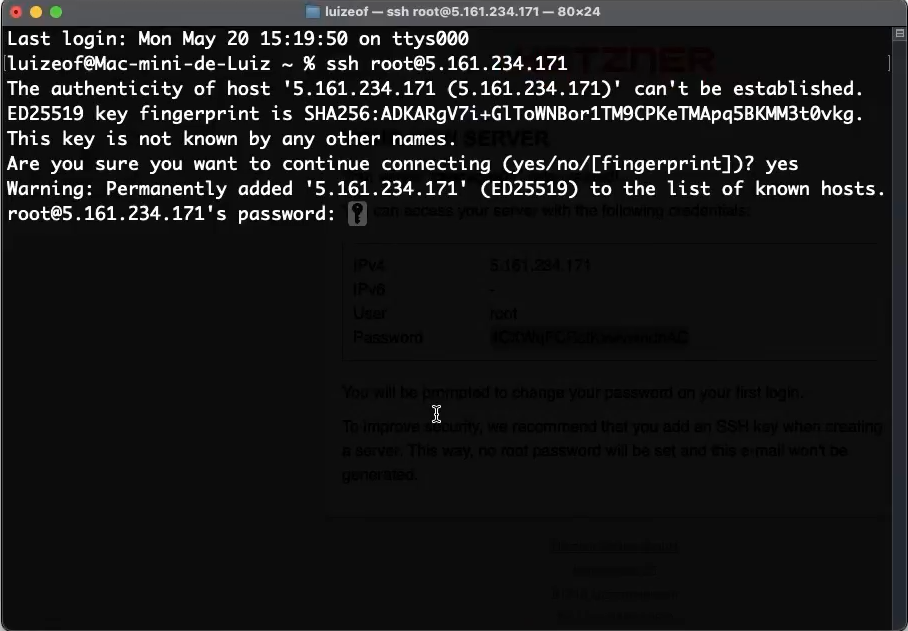 luizeof — ssh root@5.161.234.171 — 80×24
Last login: Mon May 20 15:19:50 on ttys000
[luizeof@Mac-mini-de-Luiz ~ % ssh root@5.161.234.171 ]
The authenticity of host '5.161.234.171 (5.161.234.171)' can't be established.
ED25519 key fingerprint is SHA256:ADKARgV7i+GlToWNBor1TM9CPKeTMApq5BKMM3t0vkg.
This key is not known by any other names.
Are you sure you want to continue connecting (yes/no/[fingerprint])? yes
Warning: Permanently added '5.161.234.171' (ED25519) to the list of known hosts.
root@5.161.234.171's password:
HETZNER
SERVER
can access your server with the following credentials:
IPv4 5.161.234.171
IPv6 -
User root
Password
You will be prompted to change your password on your first login.
To improve security, we recommend that you add an SSH key when creating
a server. This way, no root password will be set and this e-mail won't be
generated.